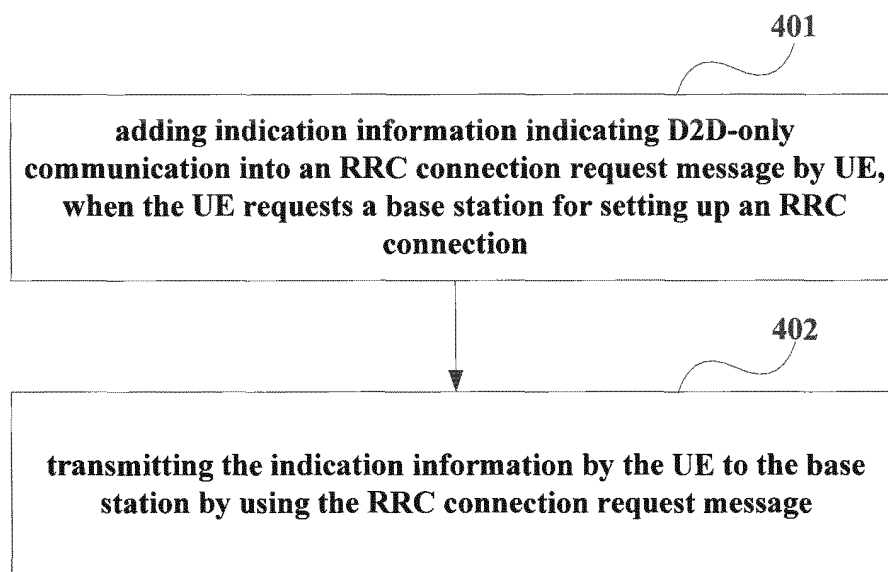 401
adding indication information indicating D2D-only
communication into an RRC connection request message by UE,
when the UE requests a base station for setting up an RRC
connection
402
transmitting the indication information by the UE to the base
station by using the RRC connection request message